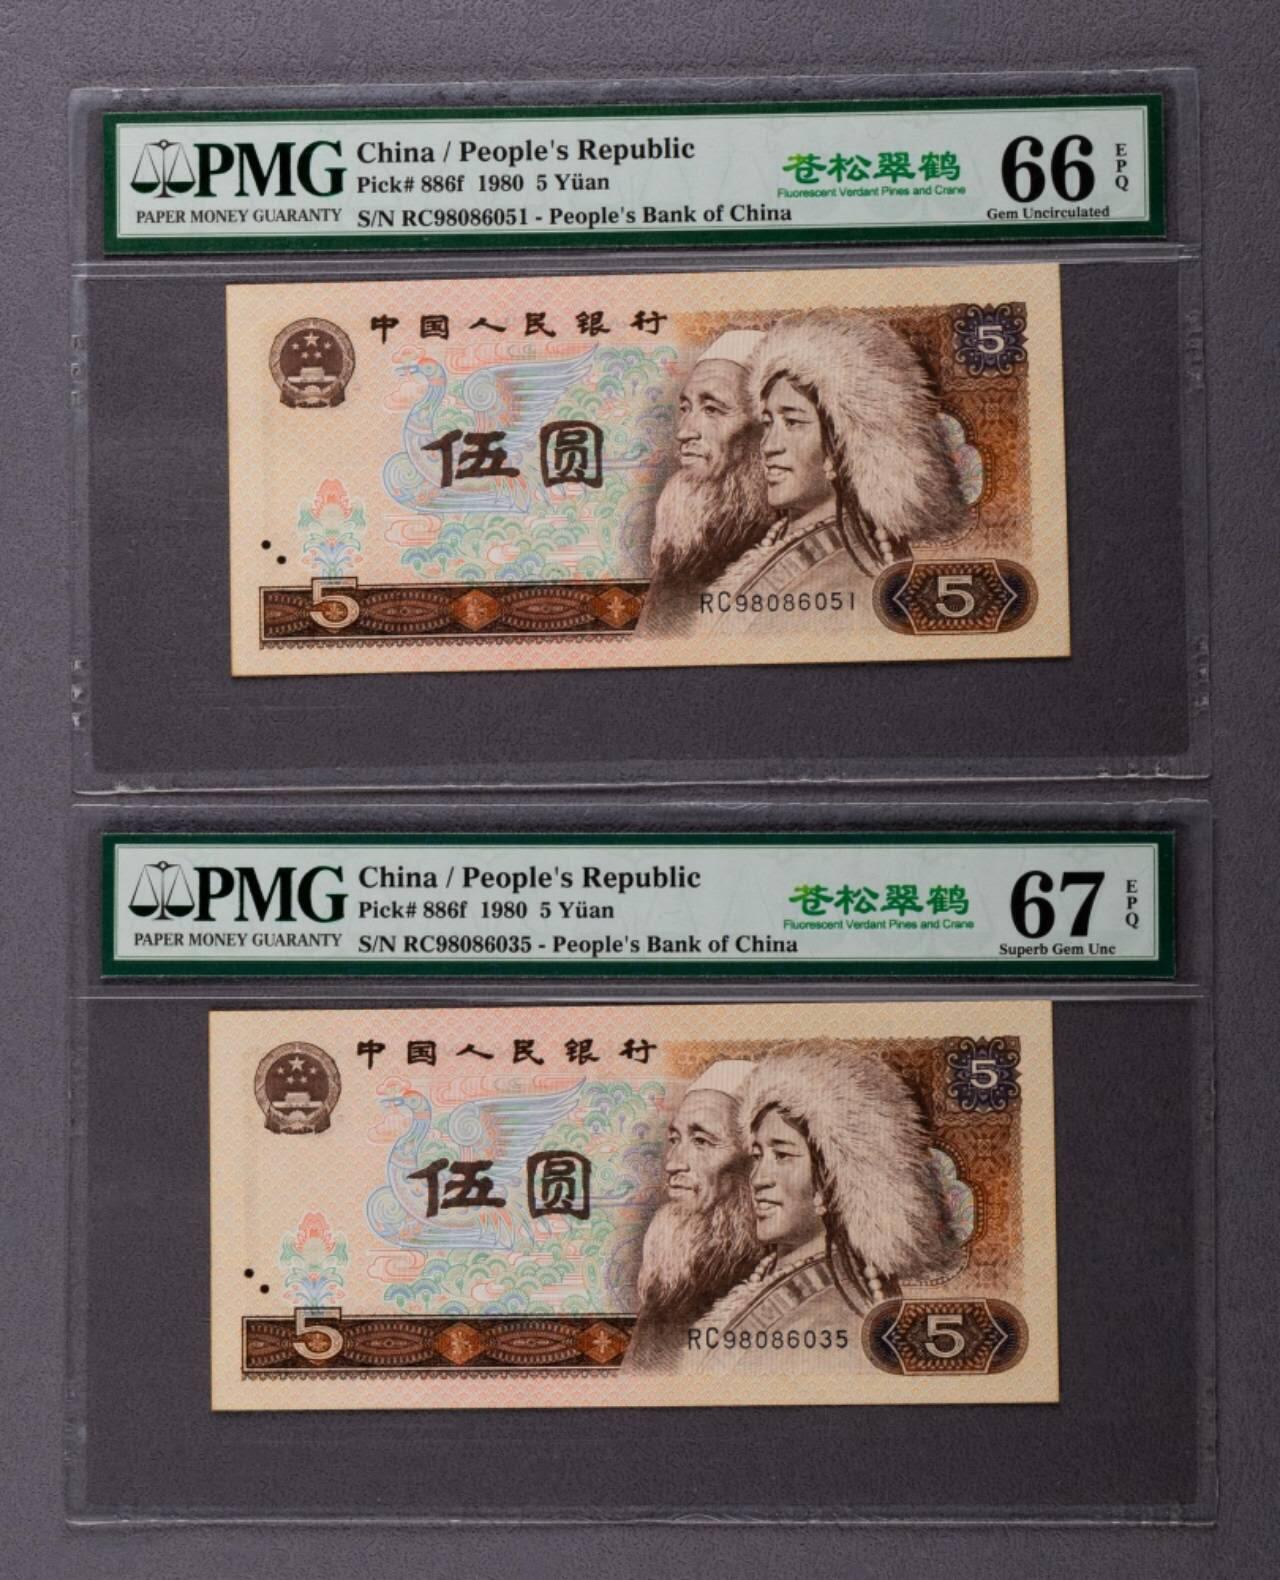 PMG
PAPER MONEY GUARANTY
China / People's Republic
Pick# 886f 1980 5 Yüan
S/N RC98086051 - People's Bank of China
苍松翠鹤
Fluorescent Verdant Pines and Crane
66
EPQ
Gem Uncirculated
中国人民银行
5
伍圆
5
RC98086051
5
PMG
PAPER MONEY GUARANTY
China / People's Republic
Pick# 886f 1980 5 Yüan
S/N RC98086035 - People's Bank of China
苍松翠鹤
Fluorescent Verdant Pines and Crane
67
EPQ
Superb Gem Unc
中国人民银行
5
伍圆
5
RC98086035
5